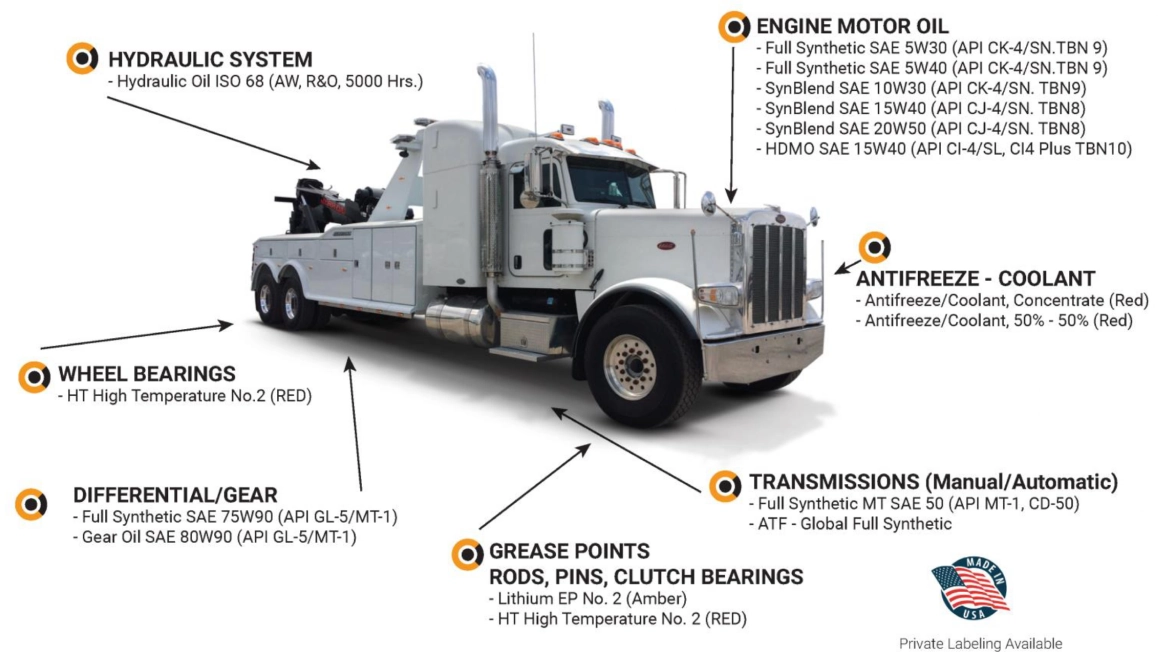 HYDRAULIC SYSTEM
- Hydraulic Oil ISO 68 (AW, R&O, 5000 Hrs.)
ENGINE MOTOR OIL
- Full Synthetic SAE 5W30 (API CK-4/SN.TBN 9)
- Full Synthetic SAE 5W40 (API CK-4/SN.TBN 9)
- SynBlend SAE 10W30 (API CK-4/SN. TBN9)
- SynBlend SAE 15W40 (API CJ-4/SN. TBN8)
- SynBlend SAE 20W50 (API CJ-4/SN. TBN8)
- HDMO SAE 15W40 (API CI-4/SL, CI4 Plus TBN10)
ANTIFREEZE - COOLANT
- Antifreeze/Coolant, Concentrate (Red)
- Antifreeze/Coolant, 50% - 50% (Red)
WHEEL BEARINGS
- HT High Temperature No.2 (RED)
DIFFERENTIAL/GEAR
- Full Synthetic SAE 75W90 (API GL-5/MT-1)
- Gear Oil SAE 80W90 (API GL-5/MT-1)
TRANSMISSIONS (Manual/Automatic)
- Full Synthetic MT SAE 50 (API MT-1, CD-50)
- ATF - Global Full Synthetic
GREASE POINTS
RODS, PINS, CLUTCH BEARINGS
- Lithium EP No. 2 (Amber)
- HT High Temperature No. 2 (RED)
MADE IN
USA
Private Labeling Available